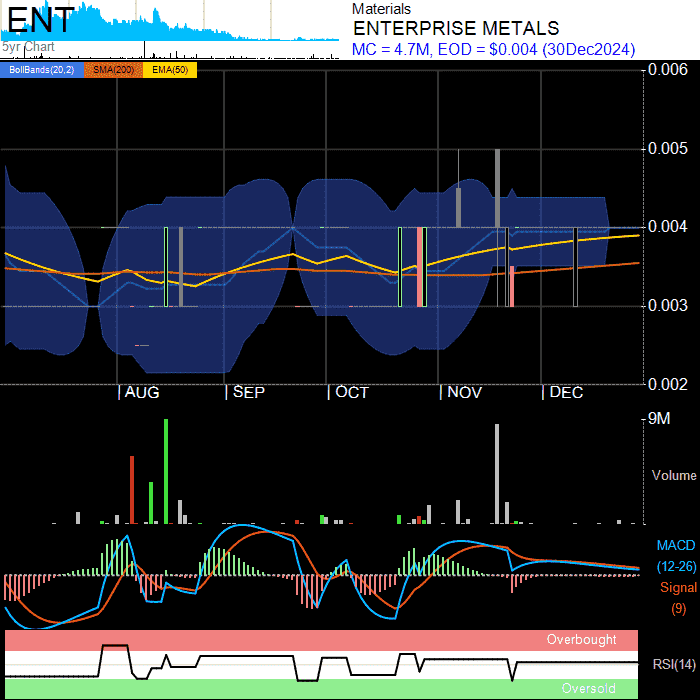 ENT
5yr Chart
Materials
ENTERPRISE METALS
MC = 4.7M, EOD = $0.004 (30Dec2024)
BollBands(20,2) SMA(200) EMA(50)
0.006
0.005
0.004
0.003
0.002
AUG SEP OCT NOV DEC
9M
Volume
MACD
(12-26)
Signal
(9)
Overbought
RSI(14)
Oversold